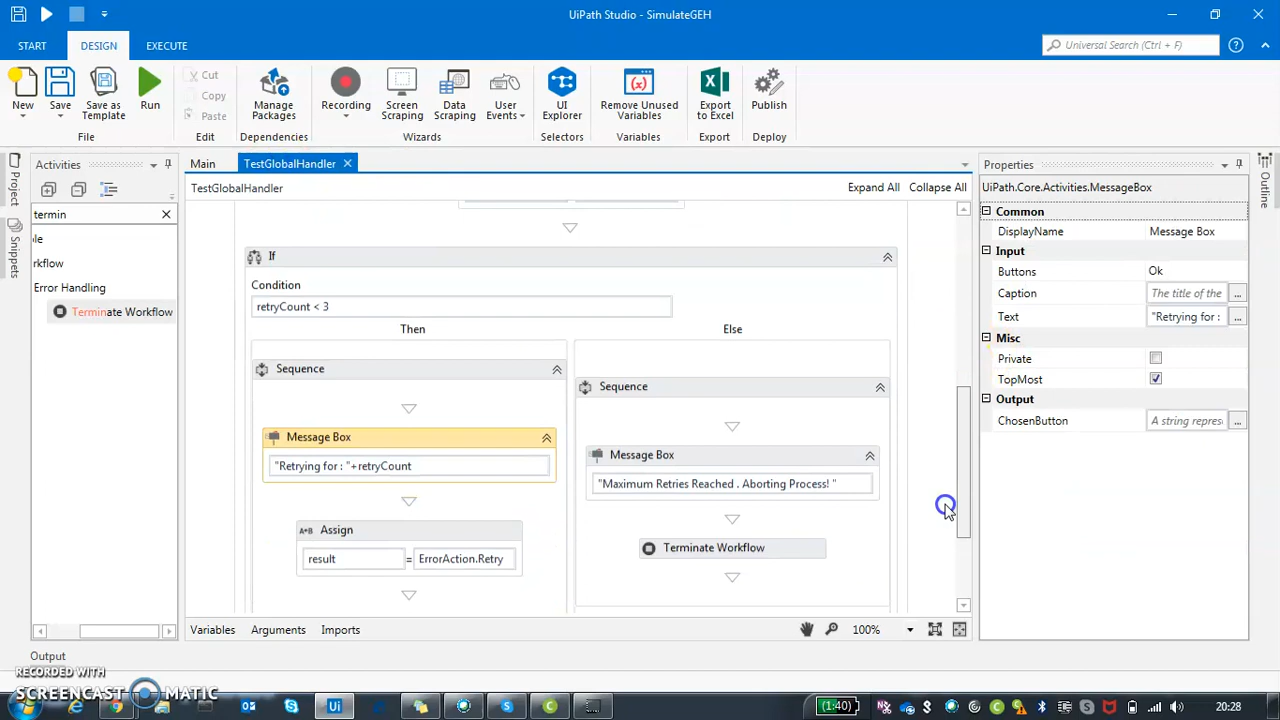 UiPath Studio - SimulateGEH
START
DESIGN
EXECUTE
Universal Search (Ctrl + F)
New
Save
Save as Template
Run
Cut
Copy
Paste
Manage Packages
Recording
Screen Scraping
Data Scraping
User Events
UI Explorer
Remove Unused Variables
Export to Excel
Publish
File
Edit
Dependencies
Wizards
Selectors
Variables
Export
Deploy
Project
Snippets
Activities
termin
le
rkflow
Error Handling
Terminate Workflow
Main
TestGlobalHandler
TestGlobalHandler
Expand All
Collapse All
If
Condition
retryCount < 3
Then
Else
Sequence
Message Box
"Retrying for : "+retryCount
A+B Assign
result = ErrorAction.Retry
Sequence
Message Box
"Maximum Retries Reached . Aborting Process! "
Terminate Workflow
Variables
Arguments
Imports
100%
Properties
UiPath.Core.Activities.MessageBox
Common
DisplayName Message Box
Input
Buttons Ok
Caption The title of the ...
Text "Retrying for : ...
Misc
Private
TopMost
Output
ChosenButton A string repres ...
Outline
Output
RECORDED WITH
SCREENCAST MATIC
Ui
(1:40)
20:28